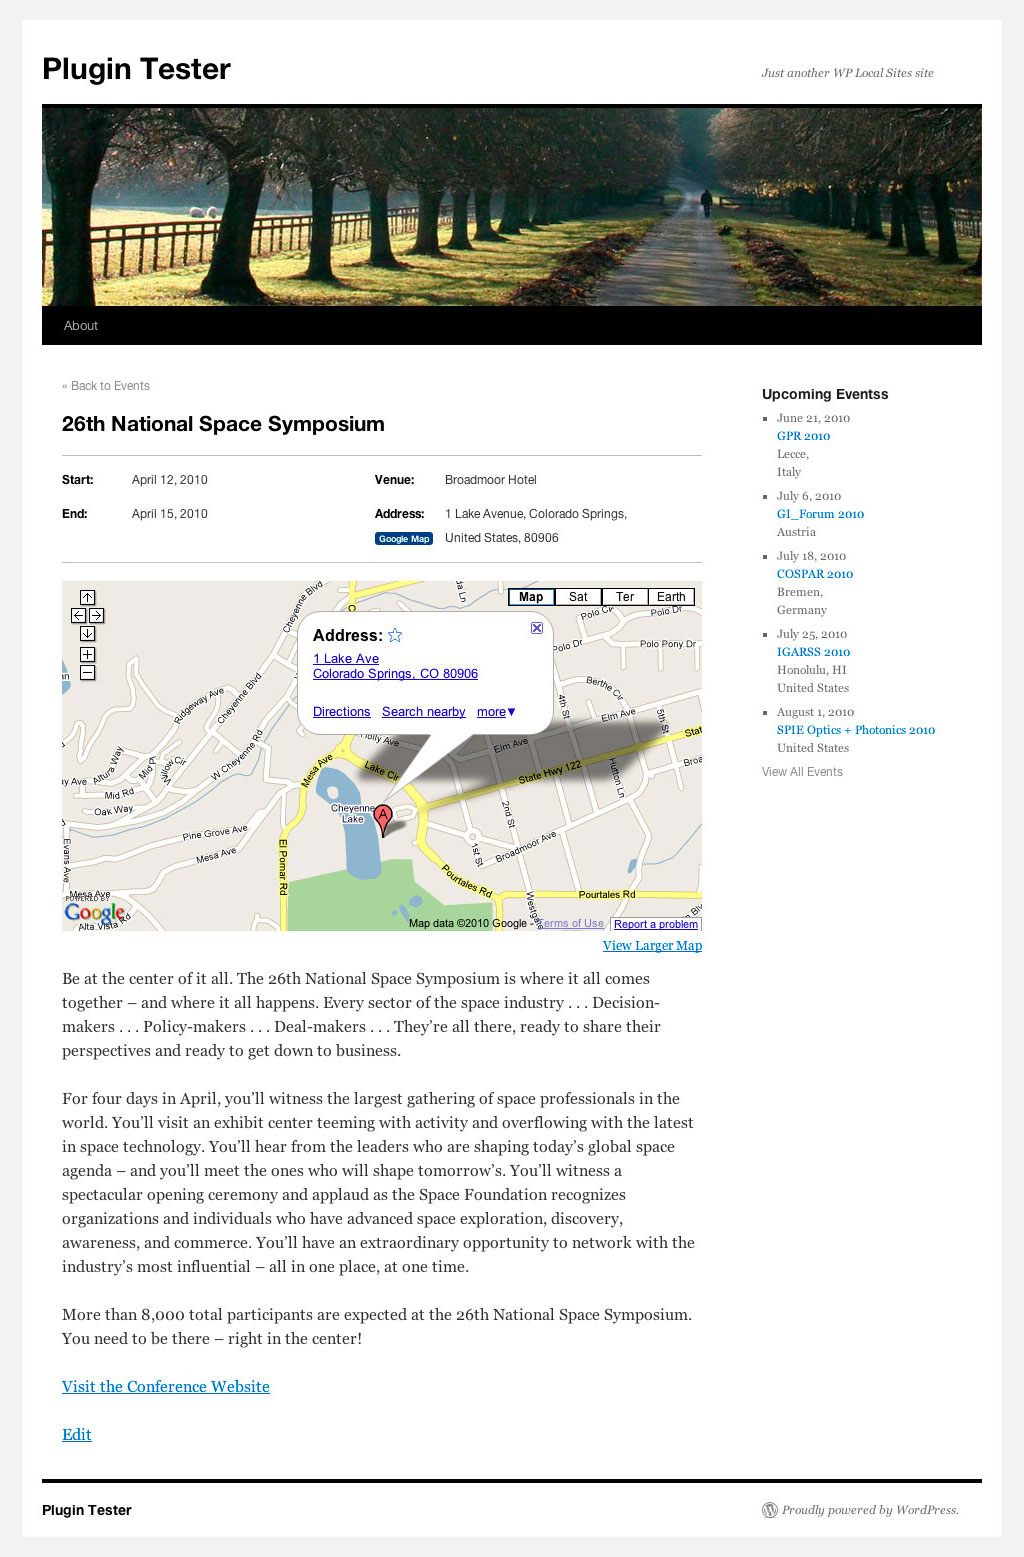 Plugin Tester
Just another WP Local Sites site
About
« Back to Events
26th National Space Symposium
Start: April 12, 2010
Venue: Broadmoor Hotel
End: April 15, 2010
Address: 1 Lake Avenue, Colorado Springs,
Google Map United States, 80906
Map Sat Ter Earth
Address:
1 Lake Ave
Colorado Springs, CO 80906
Directions Search nearby more▼
Cheyenne Blvd
Cheyenne Blvd
Ridgeway Ave
W Cheyenne Rd
Altura Way
Willow Cir
Mid Rd
Oak Way
Pine Grove Ave
Mesa Ave
Evans Ave
Mesa Ave
Alta Vista Rd
El Pomar Rd
Mesa Ave
Holly Ave
Lake Cir
Cheyenne
Lake
Polo Cir
Polo Dr
Polo Dr
Polo Pony Dr
Berthe Cir
4th St
Elm Ave
5th St
Elm Ave
State Hwy 122
Hutton Ln
2nd St
1st St
Broadmoor Ave
Pourtales Rd
Pourtales Rd
POWERED BY
Google
Map data ©2010 Google - Terms of Use
Report a problem
View Larger Map
Be at the center of it all. The 26th National Space Symposium is where it all comes
together – and where it all happens. Every sector of the space industry . . . Decision-
makers . . . Policy-makers . . . Deal-makers . . . They’re all there, ready to share their
perspectives and ready to get down to business.
For four days in April, you’ll witness the largest gathering of space professionals in the
world. You’ll visit an exhibit center teeming with activity and overflowing with the latest
in space technology. You’ll hear from the leaders who are shaping today’s global space
agenda – and you’ll meet the ones who will shape tomorrow’s. You’ll witness a
spectacular opening ceremony and applaud as the Space Foundation recognizes
organizations and individuals who have advanced space exploration, discovery,
awareness, and commerce. You’ll have an extraordinary opportunity to network with the
industry’s most influential – all in one place, at one time.
More than 8,000 total participants are expected at the 26th National Space Symposium.
You need to be there – right in the center!
Visit the Conference Website
Edit
Upcoming Eventss
June 21, 2010
GPR 2010
Lecce,
Italy
July 6, 2010
GI_Forum 2010
Austria
July 18, 2010
COSPAR 2010
Bremen,
Germany
July 25, 2010
IGARSS 2010
Honolulu, HI
United States
August 1, 2010
SPIE Optics + Photonics 2010
United States
View All Events
Plugin Tester
Proudly powered by WordPress.